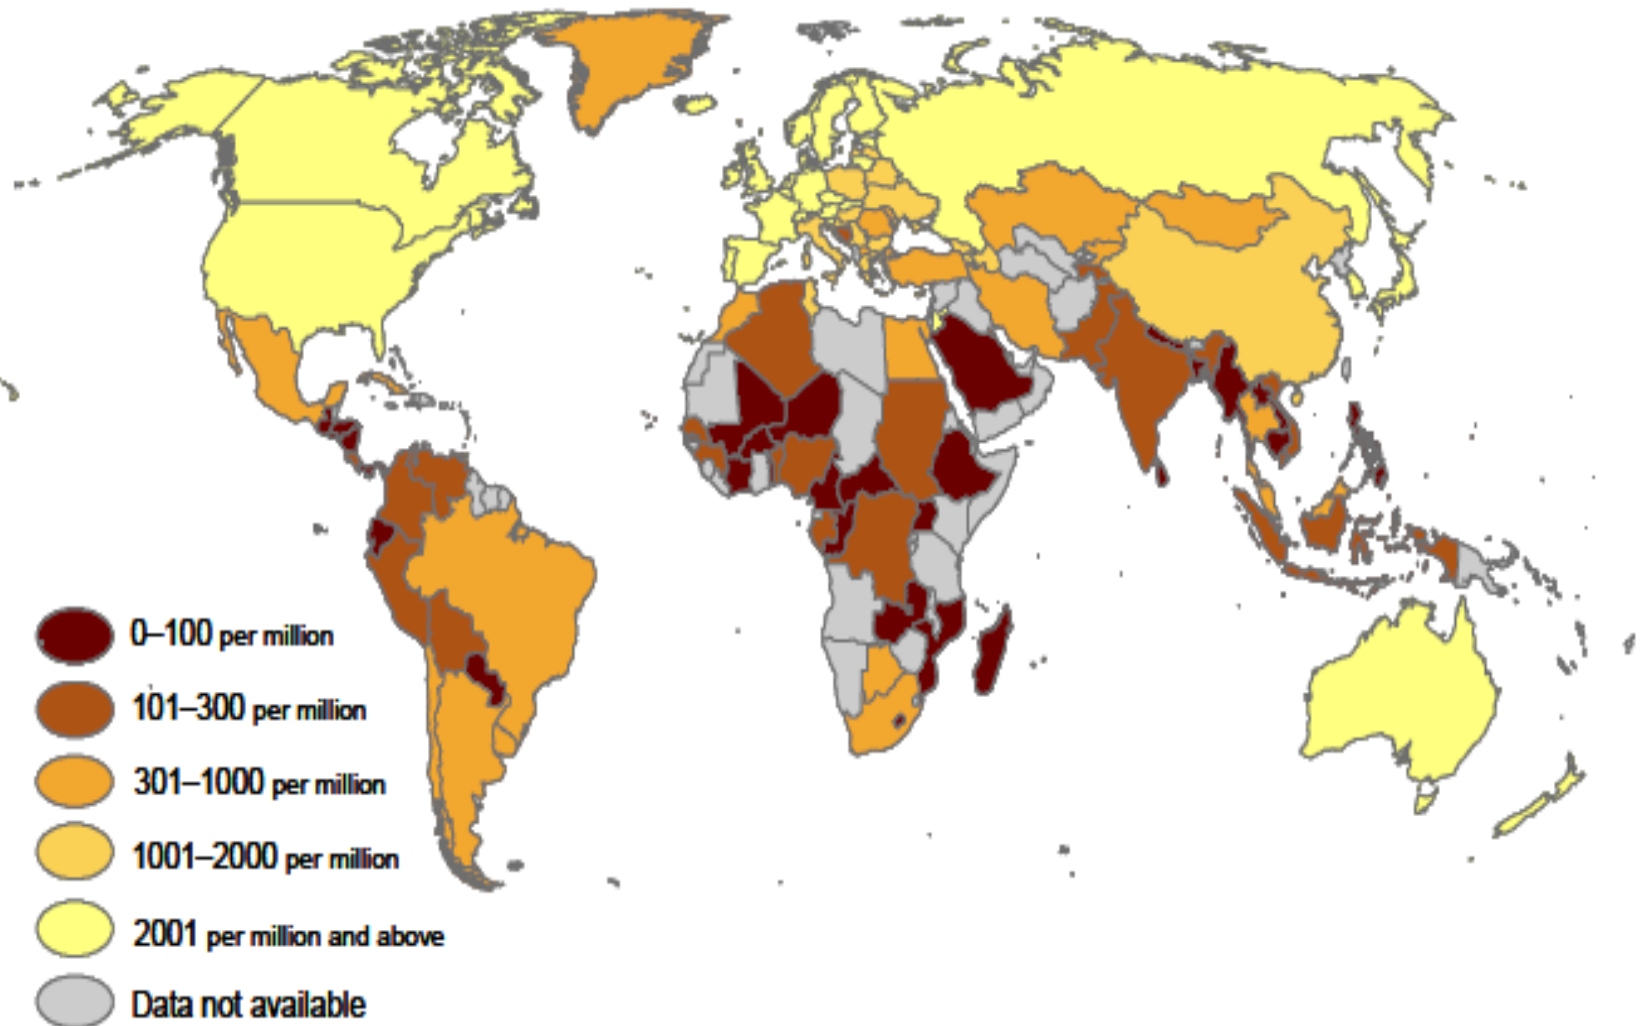 0–100 per million
101–300 per million
301–1000 per million
1001–2000 per million
2001 per million and above
Data not available